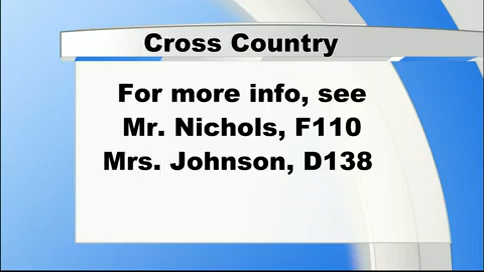 Cross Country
For more info, see
Mr. Nichols, F110
Mrs. Johnson, D138